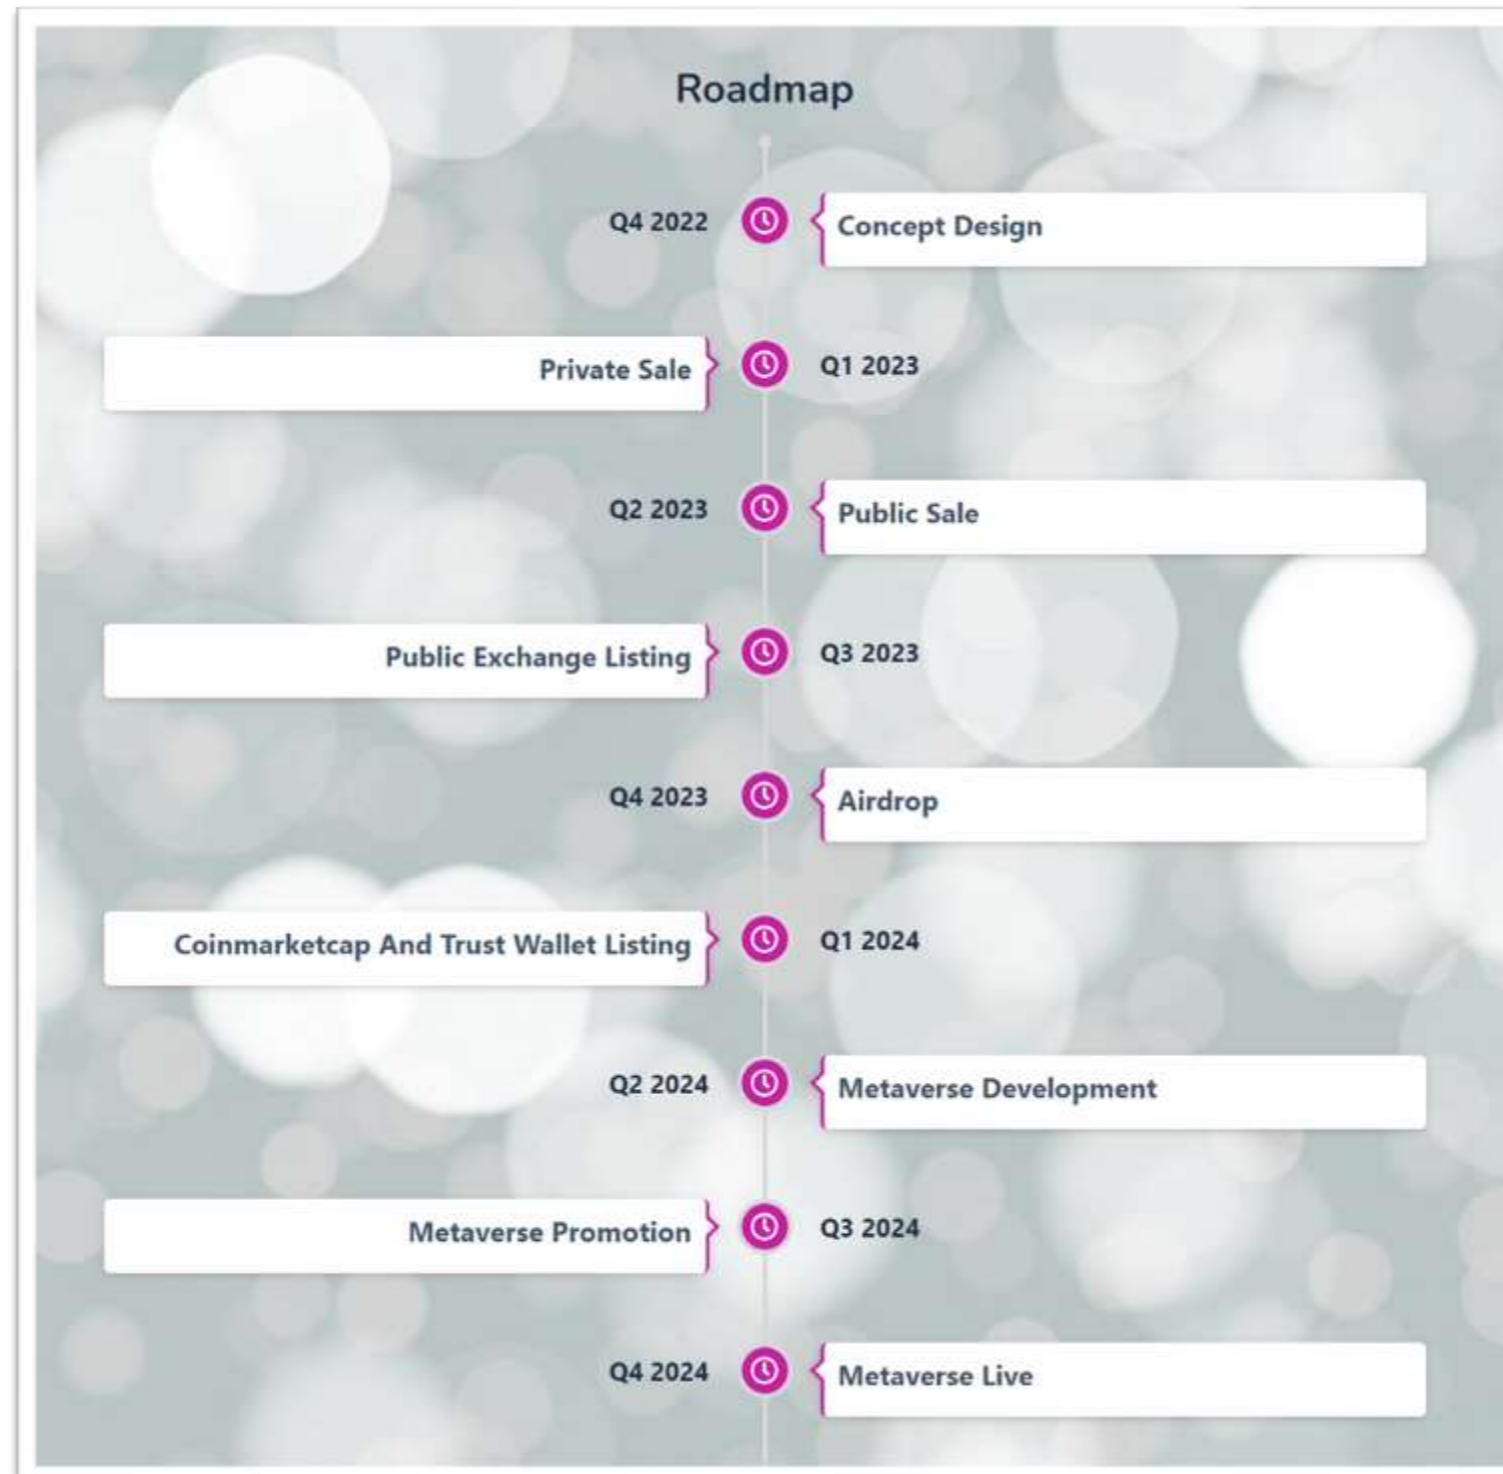 Roadmap
Q4 2022
Concept Design
Private Sale
Q1 2023
Q2 2023
Public Sale
Public Exchange Listing
Q3 2023
Q4 2023
Airdrop
Coinmarketcap And Trust Wallet Listing
Q1 2024
Q2 2024
Metaverse Development
Metaverse Promotion
Q3 2024
Q4 2024
Metaverse Live